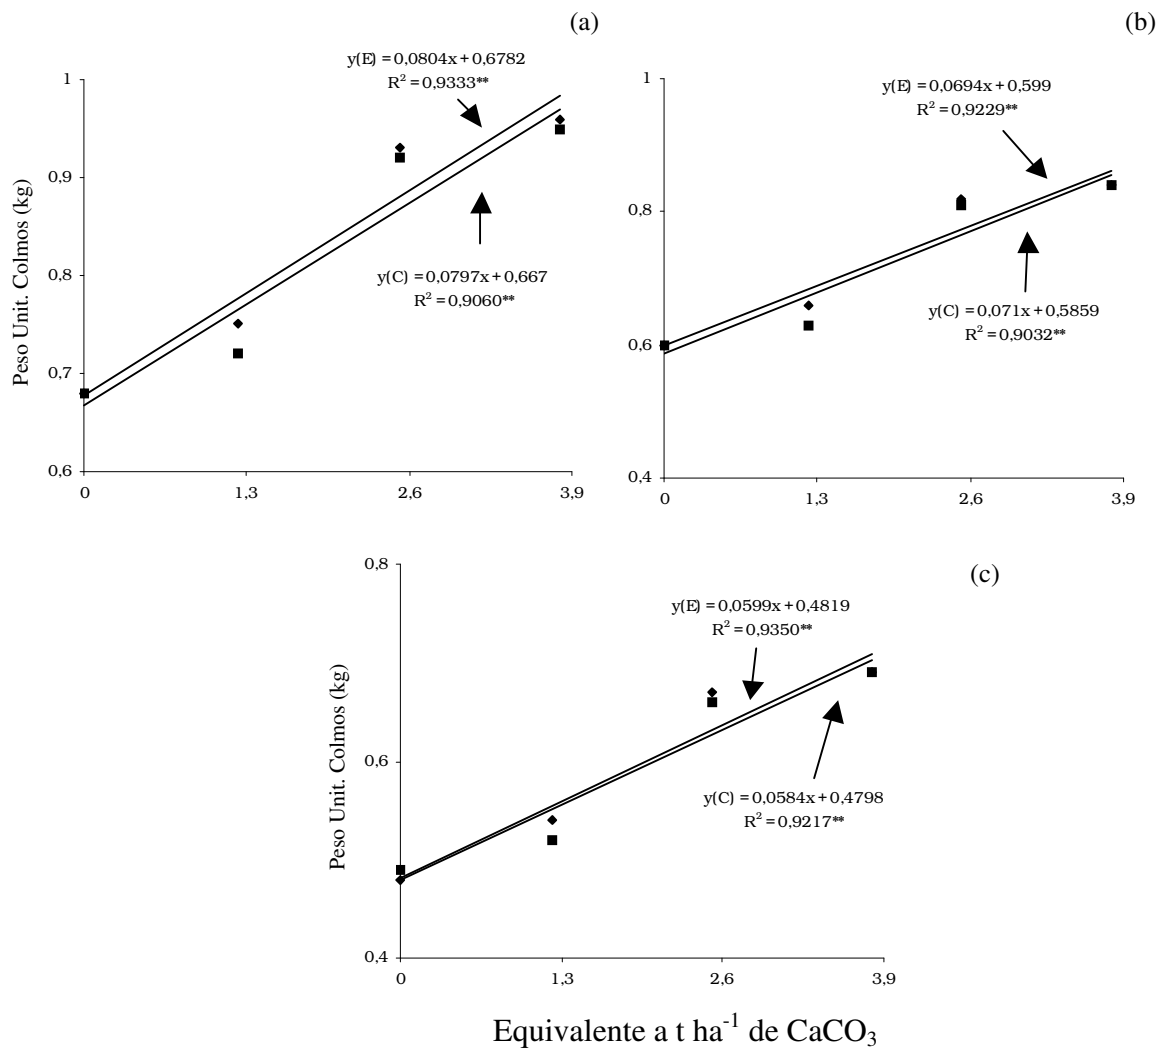 (a)
y(E) = 0,0804x + 0,6782
R² = 0,9333**
1
0,9
0,8
0,7
0,6
Peso Unit. Colmos (kg)
y(C) = 0,0797x + 0,667
R² = 0,9060**
0 1,3 2,6 3,9
(b)
y(E) = 0,0694x + 0,599
R² = 0,9229**
1
0,8
0,6
0,4
y(C) = 0,071x + 0,5859
R² = 0,9032**
0 1,3 2,6 3,9
(c)
y(E) = 0,0599x + 0,4819
R² = 0,9350**
0,8
0,6
0,4
Peso Unit. Colmos (kg)
y(C) = 0,0584x + 0,4798
R² = 0,9217**
0 1,3 2,6 3,9
Equivalente a t ha⁻¹ de CaCO₃